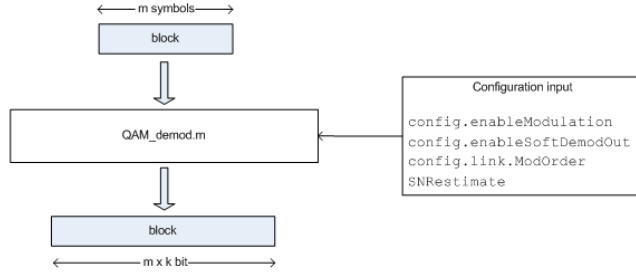 m symbols
block
QAM_demod.m
Configuration input
config.enableModulation
config.enableSoftDemodOut
config.link.ModOrder
SNRestimate
block
m x k bit